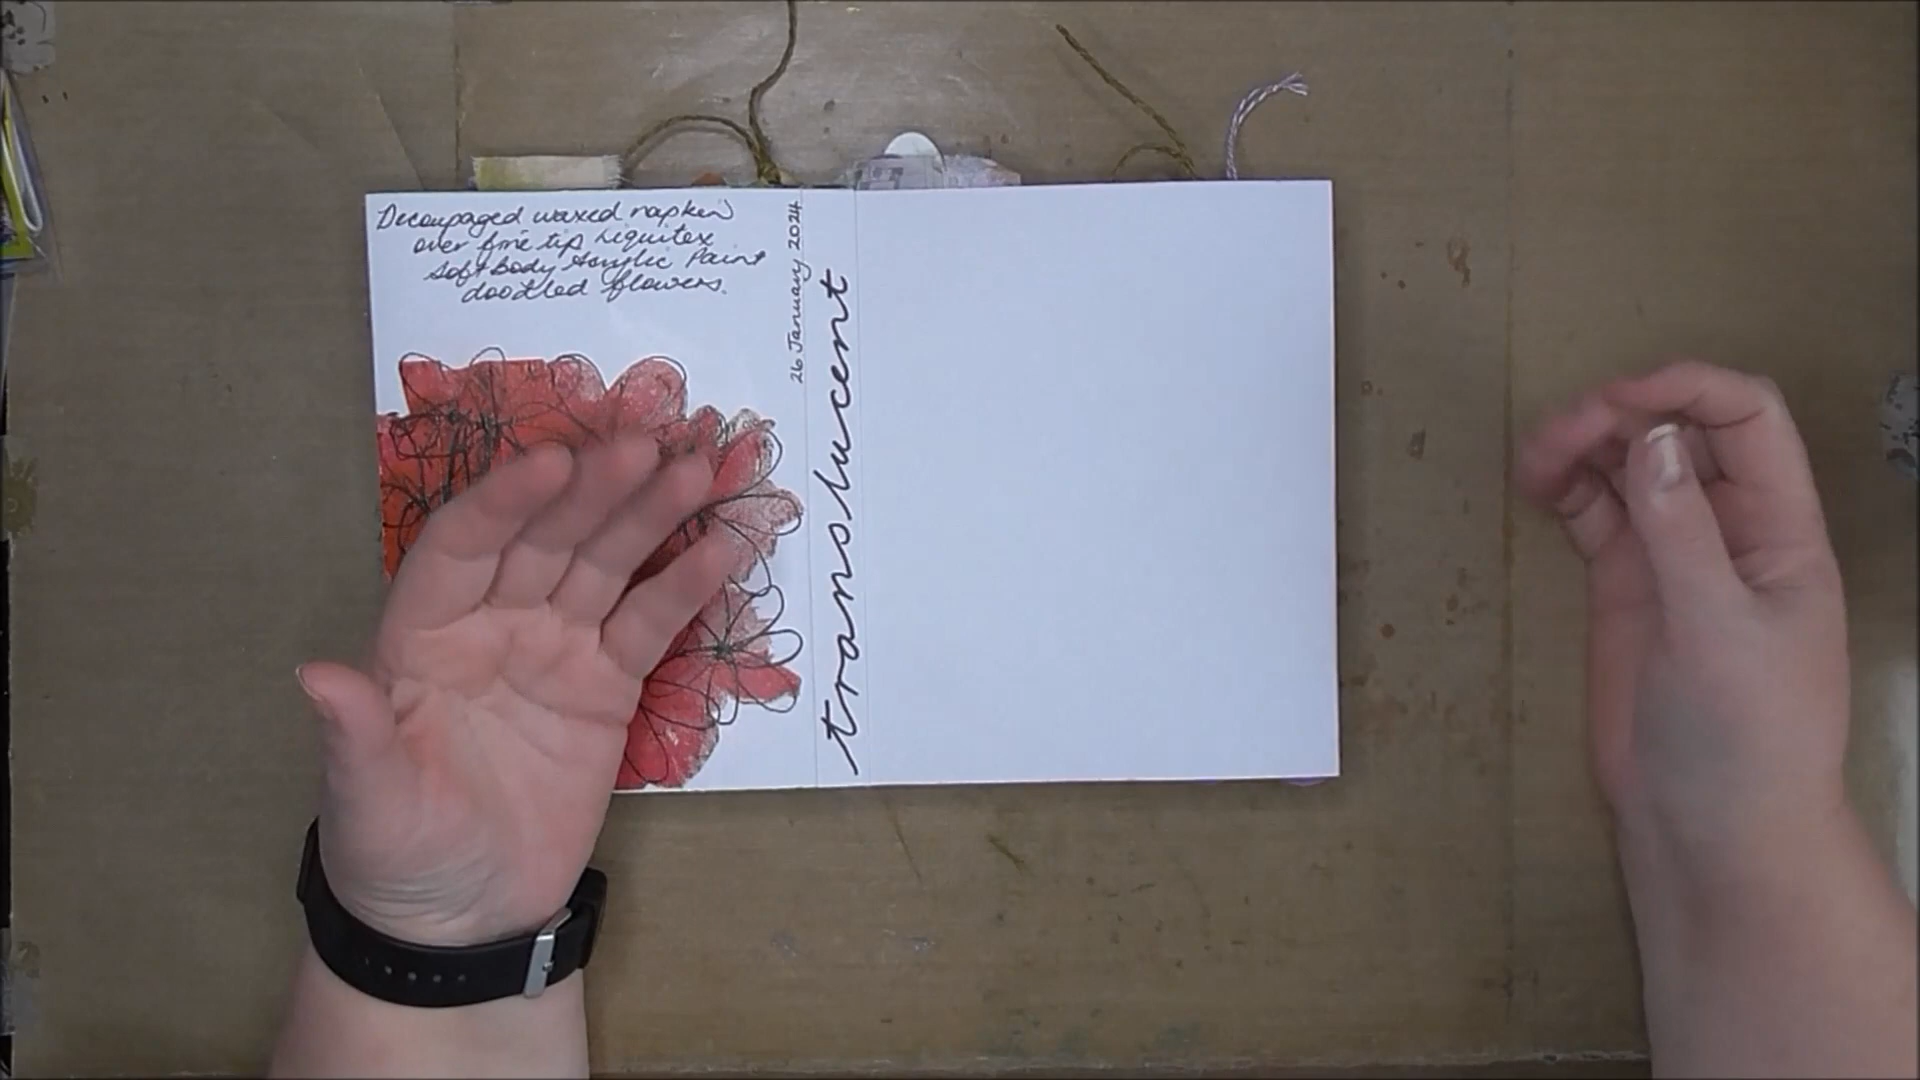 Decoupaged waxed napkin
over fine tip Liquitex
Soft Body Acrylic Paint
doodled flowers.
26 January 2024
translucent